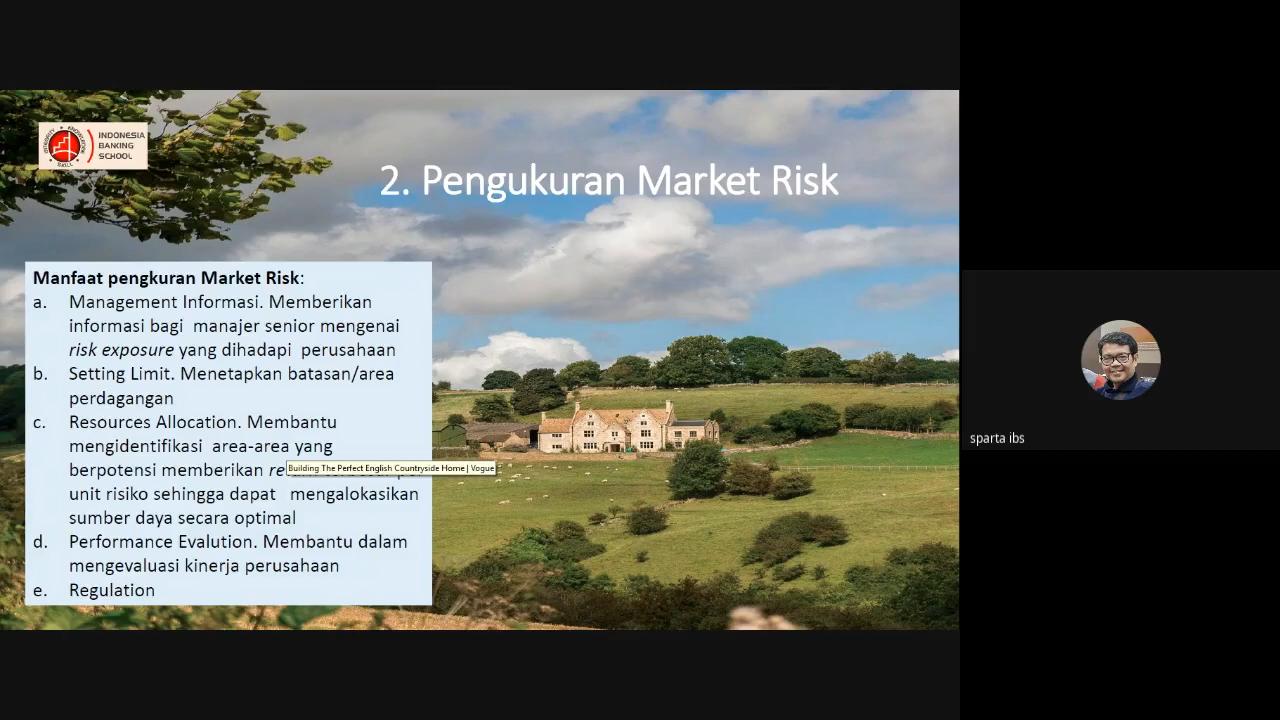 INDONESIA
BANKING
SCHOOL
2. Pengukuran Market Risk
Manfaat pengkuran Market Risk:
a. Management Informasi. Memberikan
informasi bagi manajer senior mengenai
risk exposure yang dihadapi perusahaan
b. Setting Limit. Menetapkan batasan/area
perdagangan
c. Resources Allocation. Membantu
mengidentifikasi area-area yang
berpotensi memberikan
Building The Perfect English Countryside Home | Vogue
unit risiko sehingga dapat mengalokasikan
sumber daya secara optimal
d. Performance Evalution. Membantu dalam
mengevaluasi kinerja perusahaan
e. Regulation
sparta ibs